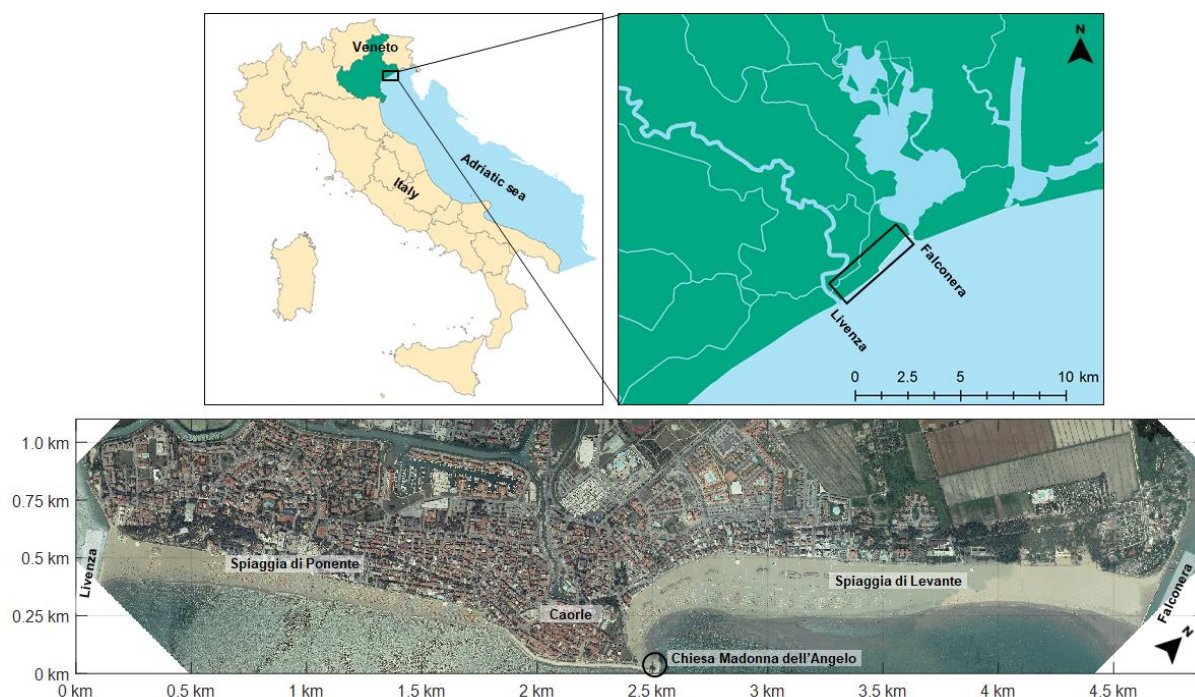 Veneto
Italy
Adriatic sea
N
Falconera
Livenza
0 2.5 5 10 km
1.0 km
0.75 km
0.5 km
0.25 km
0 km
Livenza
Spiaggia di Ponente
Caorle
Spiaggia di Levante
Falconera
Chiesa Madonna dell'Angelo
N
0 km 0.5 km 1 km 1.5 km 2 km 2.5 km 3 km 3.5 km 4 km 4.5 km